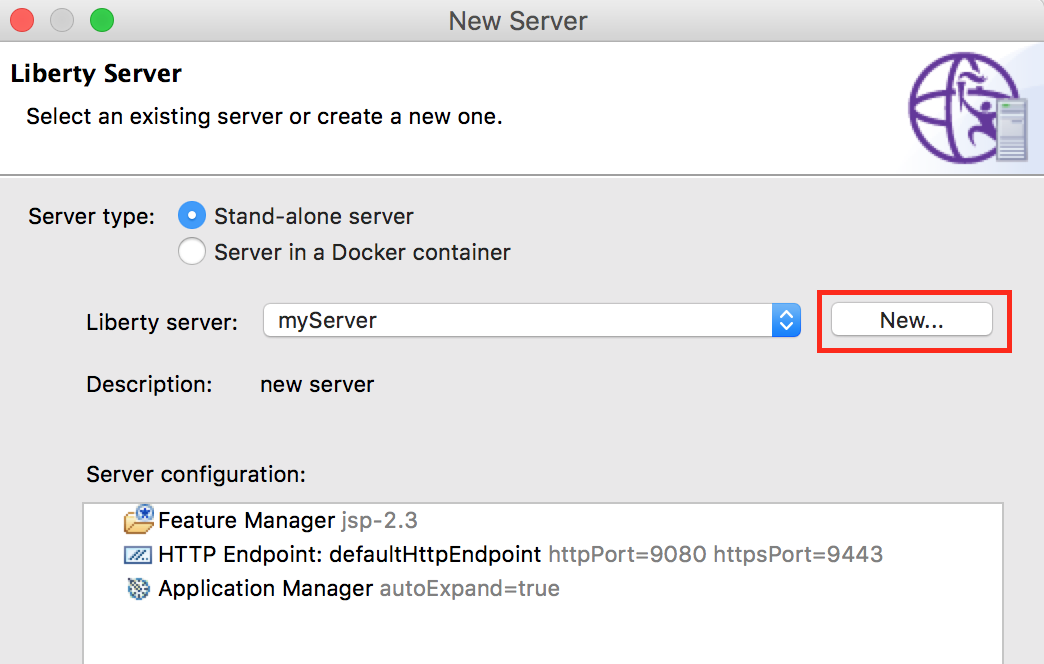 New Server
Liberty Server
Select an existing server or create a new one.
Server type: Stand-alone server
Server in a Docker container
Liberty server: myServer New...
Description: new server
Server configuration:
Feature Manager jsp-2.3
HTTP Endpoint: defaultHttpEndpoint httpPort=9080 httpsPort=9443
Application Manager autoExpand=true